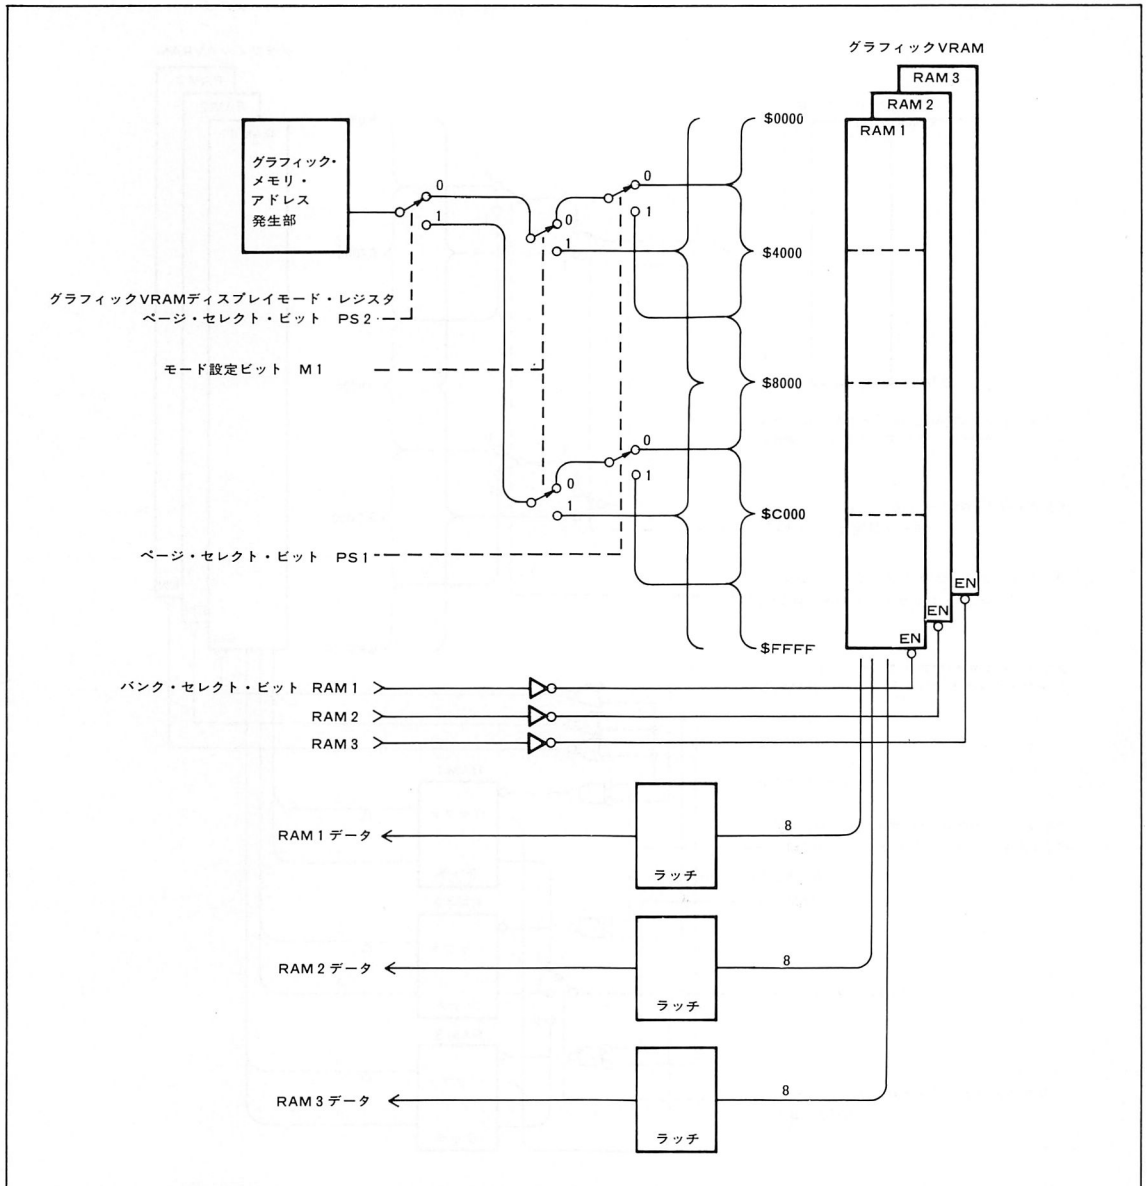 グラフィックVRAM
RAM 3
RAM 2
RAM 1
$0000
グラフィック・
メモリ・
アドレス
発生部
0
1
0
1
0
1
$4000
グラフィックVRAMディスプレイモード・レジスタ
ページ・セレクト・ビット PS2
モード設定ビット M1
$8000
0
1
0
1
$C000
ページ・セレクト・ビット PS1
EN
EN
EN
$FFFF
バンク・セレクト・ビット RAM1
RAM2
RAM3
RAM1データ
8
ラッチ
RAM2データ
8
ラッチ
RAM3データ
8
ラッチ